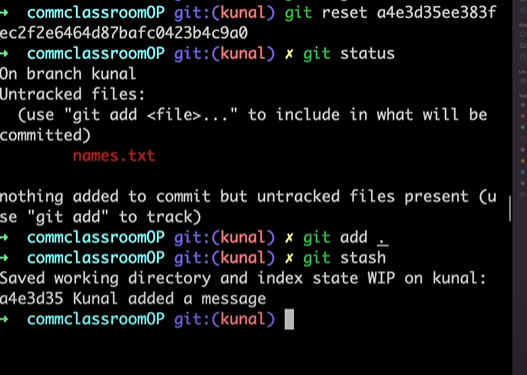 → commclassroomOP git:(kunal) git reset a4e3d35ee383f
ec2f2e6464d87bafc0423b4c9a0
→ commclassroomOP git:(kunal) ✗ git status
On branch kunal
Untracked files:
  (use "git add <file>..." to include in what will be
committed)
        names.txt

nothing added to commit but untracked files present (u
se "git add" to track)
→ commclassroomOP git:(kunal) ✗ git add .
→ commclassroomOP git:(kunal) ✗ git stash
Saved working directory and index state WIP on kunal:
a4e3d35 Kunal added a message
→ commclassroomOP git:(kunal)